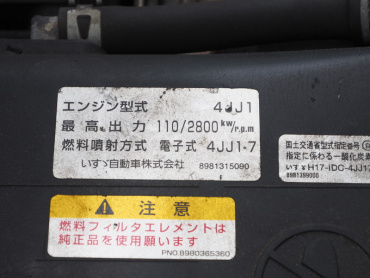 エンジン型式 4JJ1
最高出力 110/2800kW/r.p.m
燃料噴射方式 電子式 4JJ1-7
いすゞ自動車株式会社 8981315090
注意
燃料フィルタエレメントは
純正品を使用願います
PNO.8980365360
国土交通省型式指定番号
指定に係わる一酸化炭素
いすゞH17-IDC-4JJ1
8981399000